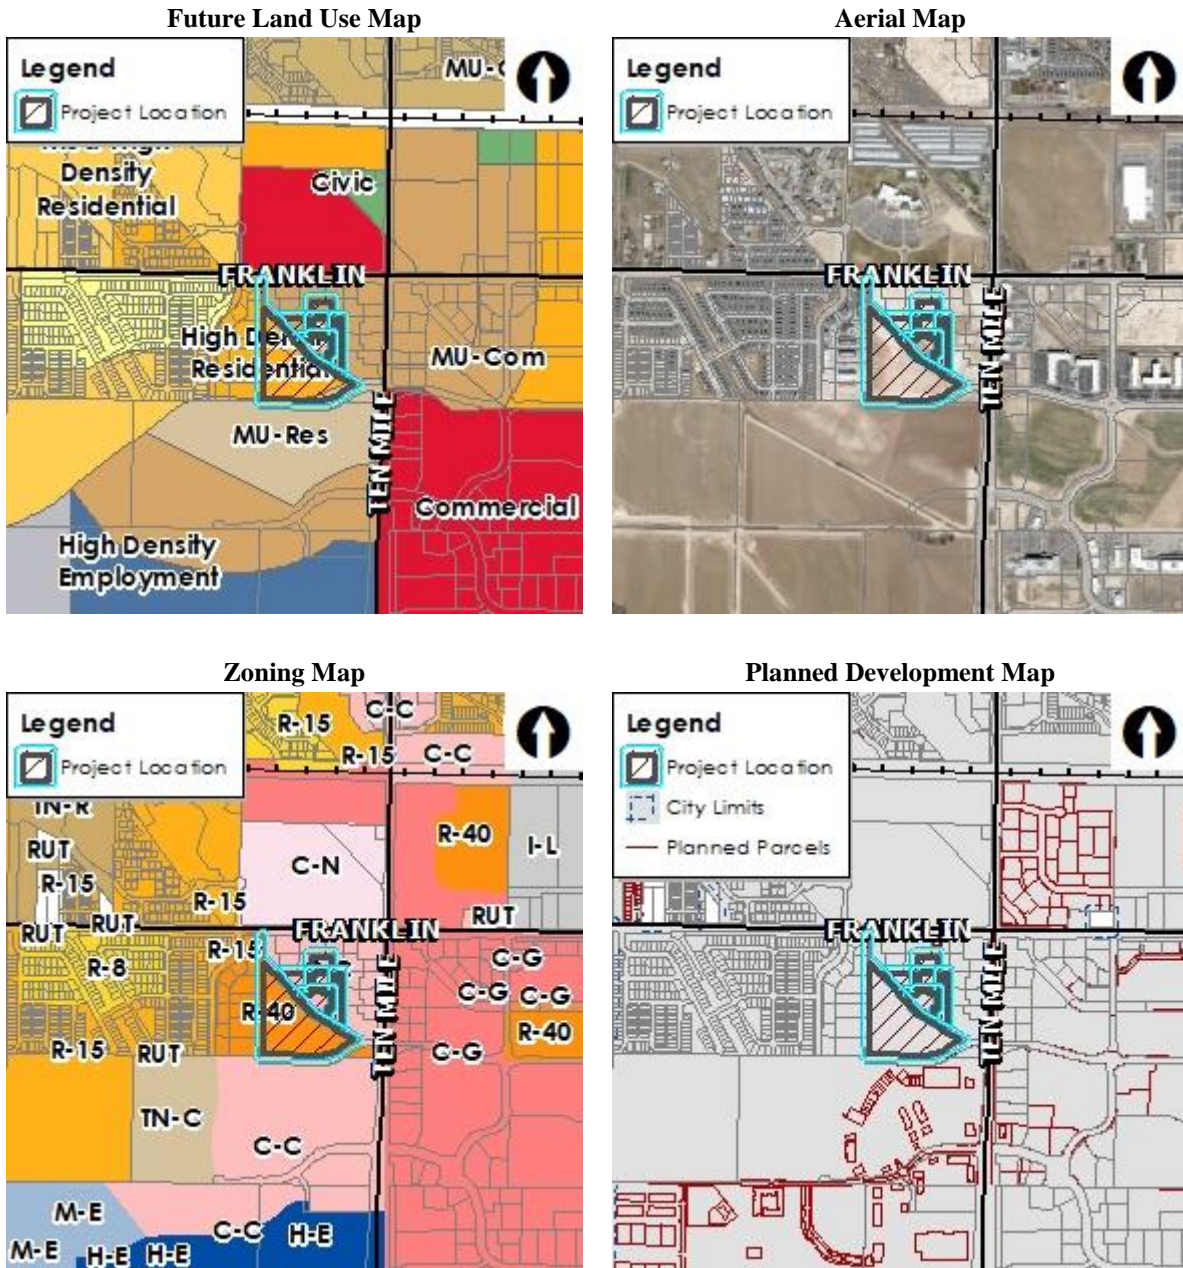 Future Land Use Map
Legend
Project Location
MU-C
Density
Residential
Civic
FRANKLIN
High Density
Residential
MU-Com
MU-Res
TEN MILE
Commercial
High Density
Employment
Aerial Map
Legend
Project Location
FRANKLIN
TEN MILE
Zoning Map
Legend
Project Location
R-15
C-C
R-15
C-C
TN-R
RUT
R-15
RUT
RUT
R-15
C-N
R-40
I-L
RUT
FRANKLIN
R-15
R-8
C-G
C-G
C-G
R-40
R-40
TEN MILE
R-15
RUT
C-G
TN-C
C-C
M-E
C-C
H-E
M-E
H-E
H-E
Planned Development Map
Legend
Project Location
City Limits
Planned Parcels
FRANKLIN
TEN MILE